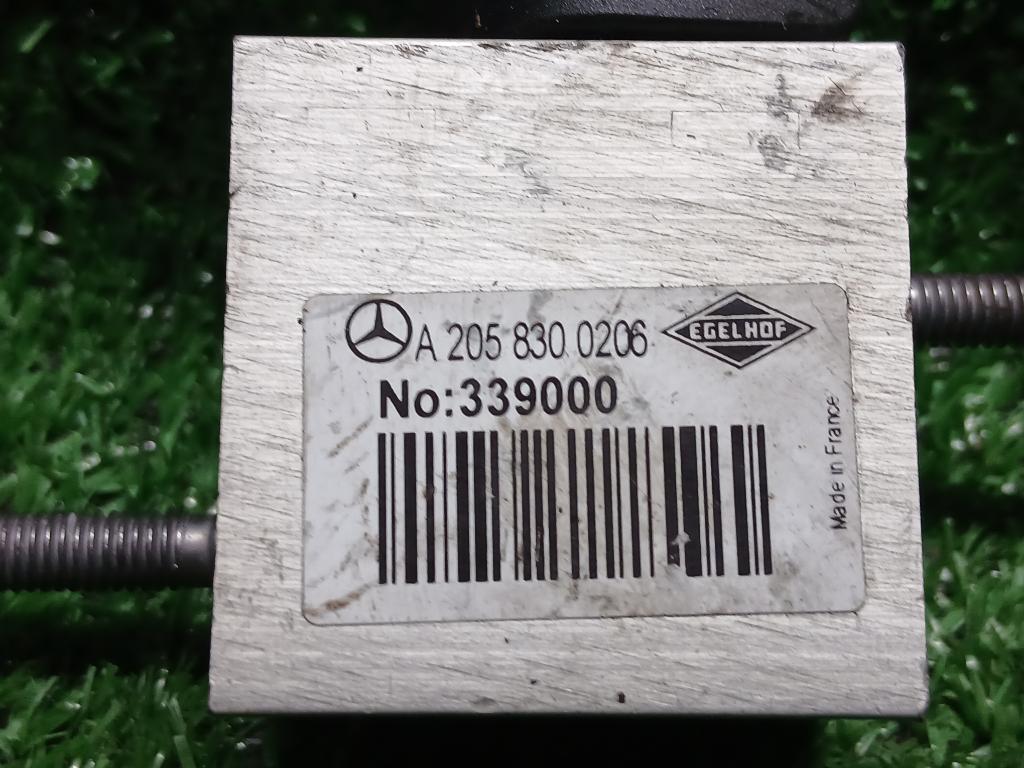 A 205 830 0206
EGELHOF
No:339000
Made in France